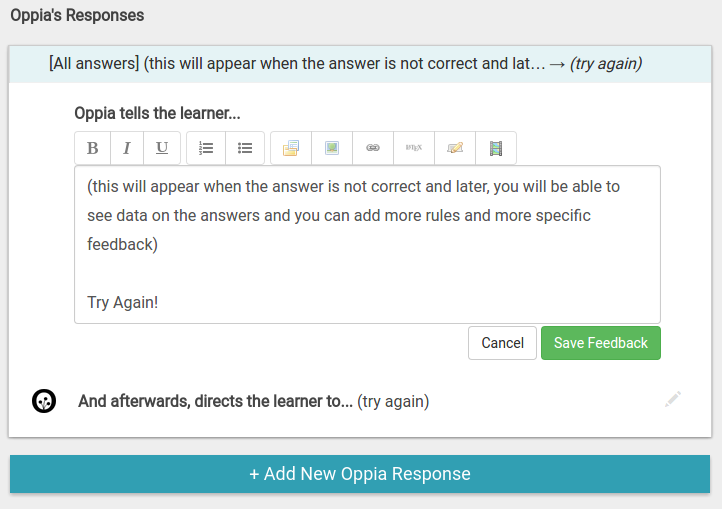 Oppia's Responses
[All answers] (this will appear when the answer is not correct and lat... → (try again)
Oppia tells the learner...
B I U LATEX
(this will appear when the answer is not correct and later, you will be able to
see data on the answers and you can add more rules and more specific
feedback)
Try Again!
Cancel Save Feedback
And afterwards, directs the learner to... (try again)
+ Add New Oppia Response